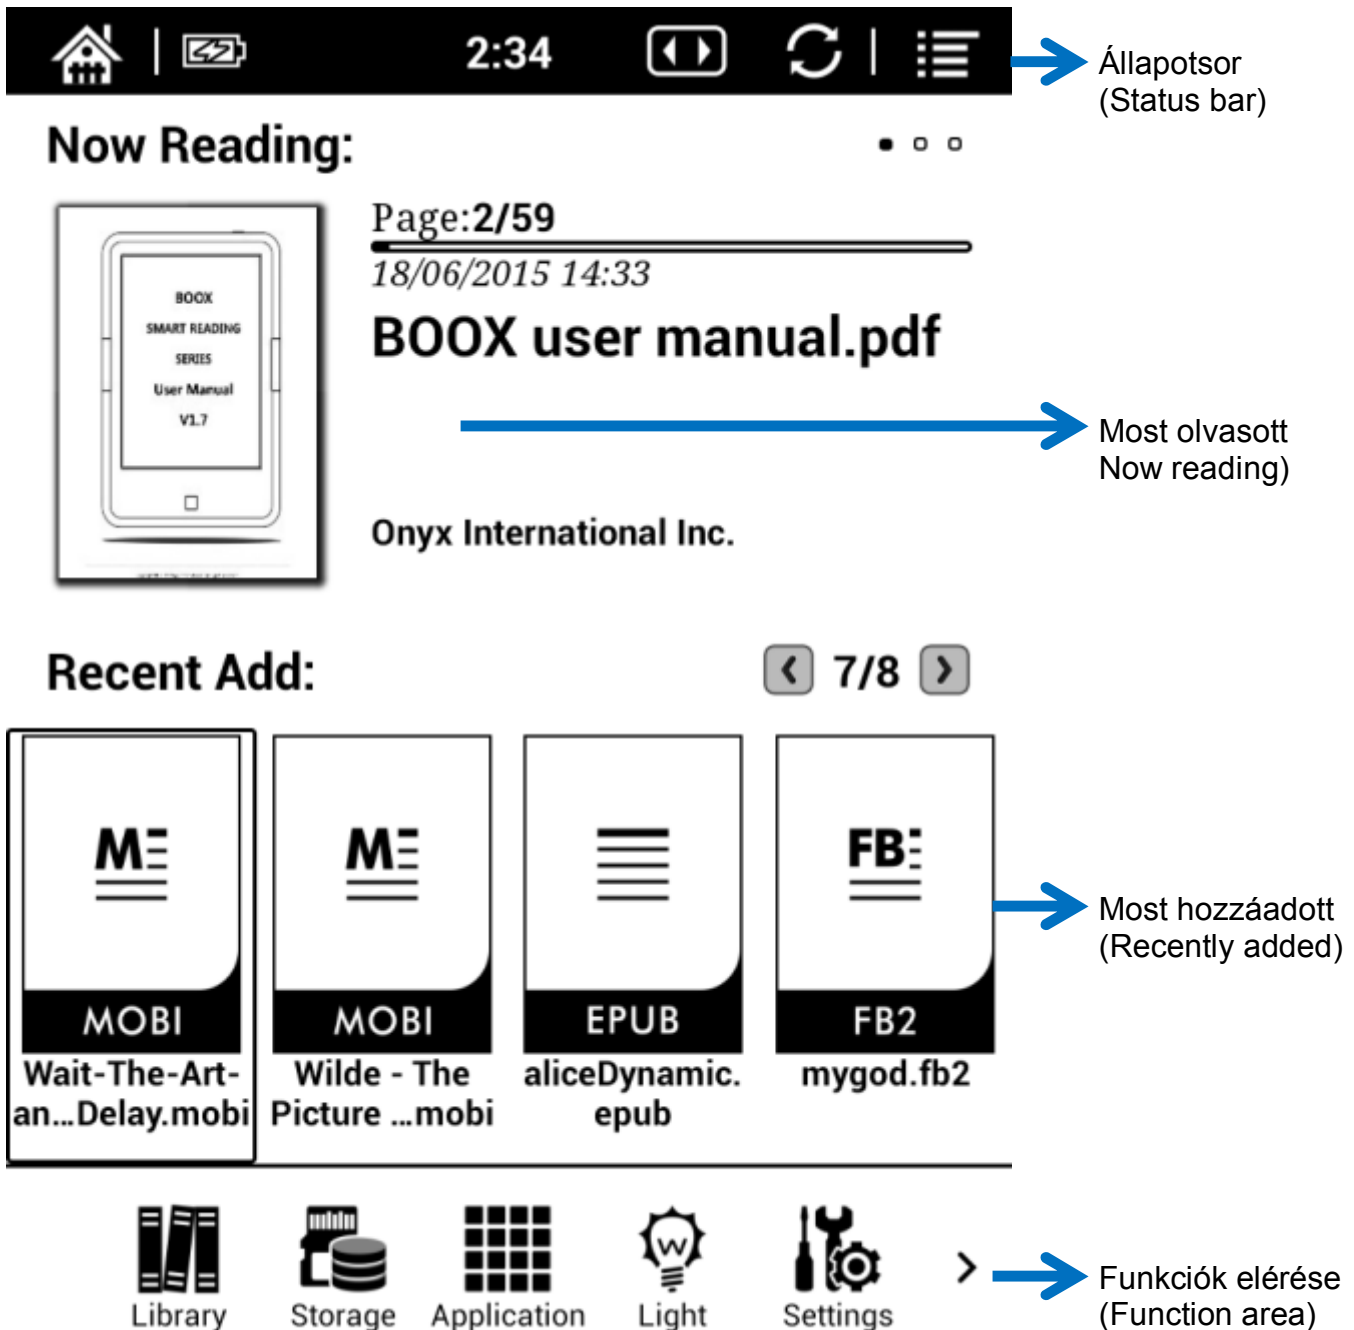 2:34
Állapotsor
(Status bar)
Now Reading:
Page:2/59
18/06/2015 14:33
BOOX user manual.pdf
BOOX
SMART READING
SERIES
User Manual
V1.7
Most olvasott
Now reading)
Onyx International Inc.
Recent Add:
7/8
M
M
FB
Most hozzáadott
(Recently added)
MOBI
MOBI
EPUB
FB2
Wait-The-Art-
an...Delay.mobi
Wilde - The
Picture ...mobi
aliceDynamic.
epub
mygod.fb2
Library
Storage
Application
Light
Settings
Funkciók elérése
(Function area)